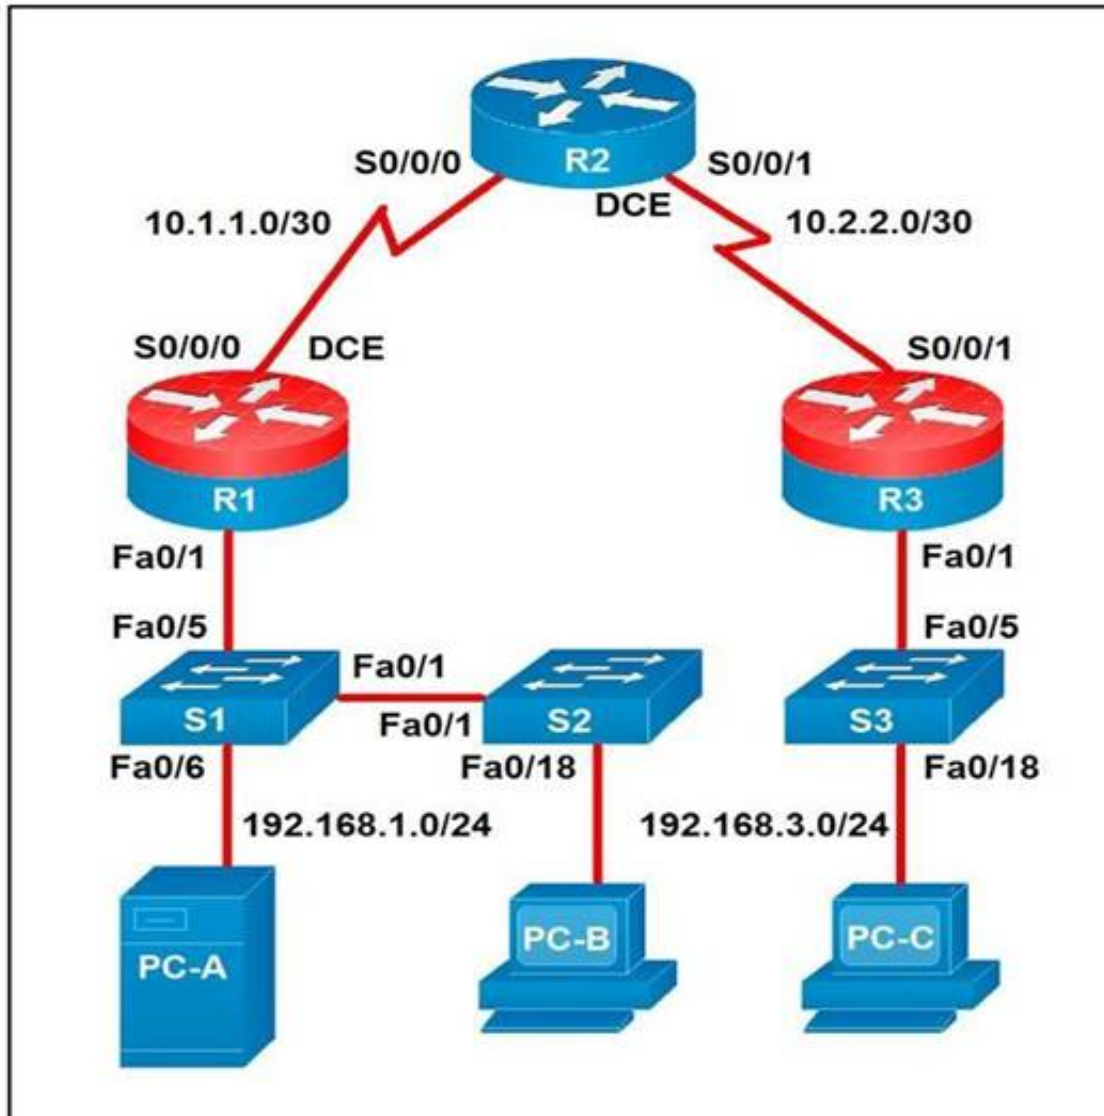 R2
S0/0/0
S0/0/1
DCE
10.1.1.0/30
10.2.2.0/30
S0/0/0
DCE
S0/0/1
R1
R3
Fa0/1
Fa0/1
Fa0/5
Fa0/5
Fa0/1
S1
Fa0/1
S2
S3
Fa0/6
Fa0/18
Fa0/18
192.168.1.0/24
192.168.3.0/24
PC-A
PC-B
PC-C